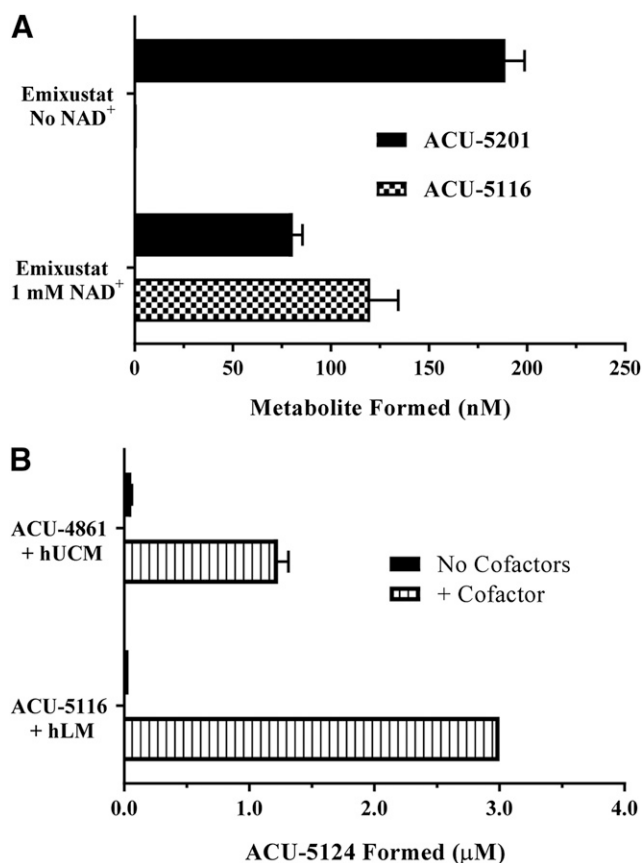 A
Emixustat
No NAD+
ACU-5201
ACU-5116
Emixustat
1 mM NAD+
0 50 100 150 200 250
Metabolite Formed (nM)
B
ACU-4861
+ hUCM
No Cofactors
+ Cofactor
ACU-5116
+ hLM
0.0 1.0 2.0 3.0 4.0
ACU-5124 Formed (μM)